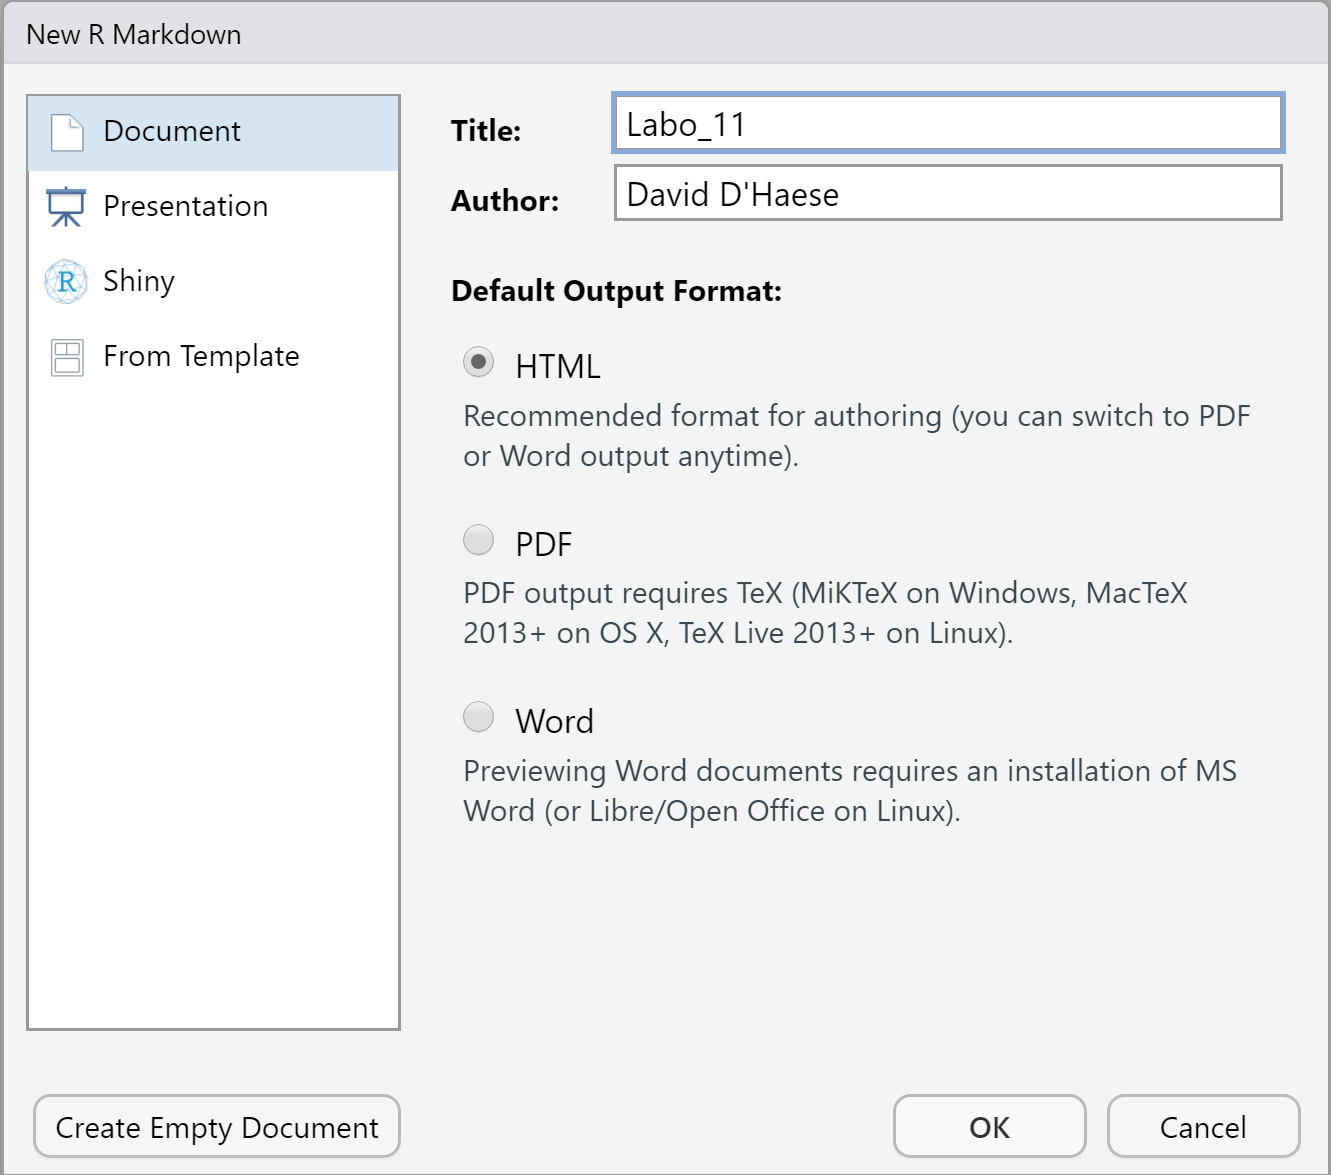 New R Markdown
Document
Presentation
R
Shiny
From Template
Title:
Labo_11
Author:
David D'Haese
Default Output Format:
HTML
Recommended format for authoring (you can switch to PDF
or Word output anytime).
PDF
PDF output requires TeX (MiKTeX on Windows, MacTeX
2013+ on OS X, TeX Live 2013+ on Linux).
Word
Previewing Word documents requires an installation of MS
Word (or Libre/Open Office on Linux).
Create Empty Document
OK
Cancel